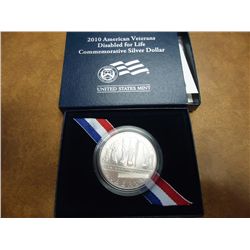 2010 American Veterans
Disabled for Life
Commemorative Silver Dollar
UNITED STATES MINT